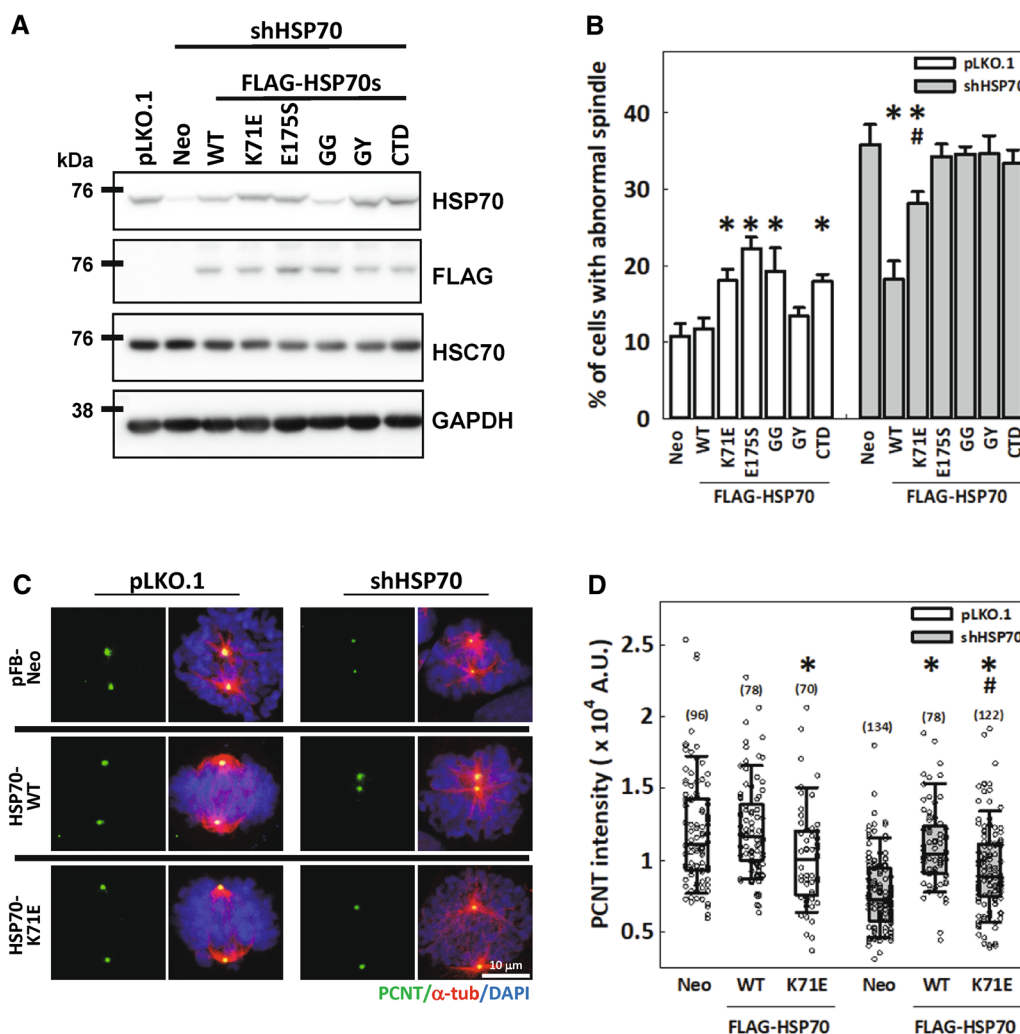 A
shHSP70
FLAG-HSP70s
kDa
pLKO.1
Neo
WT
K71E
E175S
GG
GY
CTD
76
HSP70
76
FLAG
76
HSC70
38
GAPDH
B
% of cells with abnormal spindle
40
30
20
10
0
pLKO.1
shHSP70
* *
#
* * * *
Neo WT K71E E175S GG GY CTD
Neo WT K71E E175S GG GY CTD
FLAG-HSP70
FLAG-HSP70
C
pLKO.1
shHSP70
pFB-
Neo
HSP70-
WT
HSP70-
K71E
10 µm
PCNT/α-tub/DAPI
D
PCNT intensity ( x 10⁴ A.U.)
2.5
2
1.5
1
0.5
pLKO.1
shHSP70
* * *
#
(96) (78) (70) (134) (78) (122)
Neo WT K71E Neo WT K71E
FLAG-HSP70
FLAG-HSP70